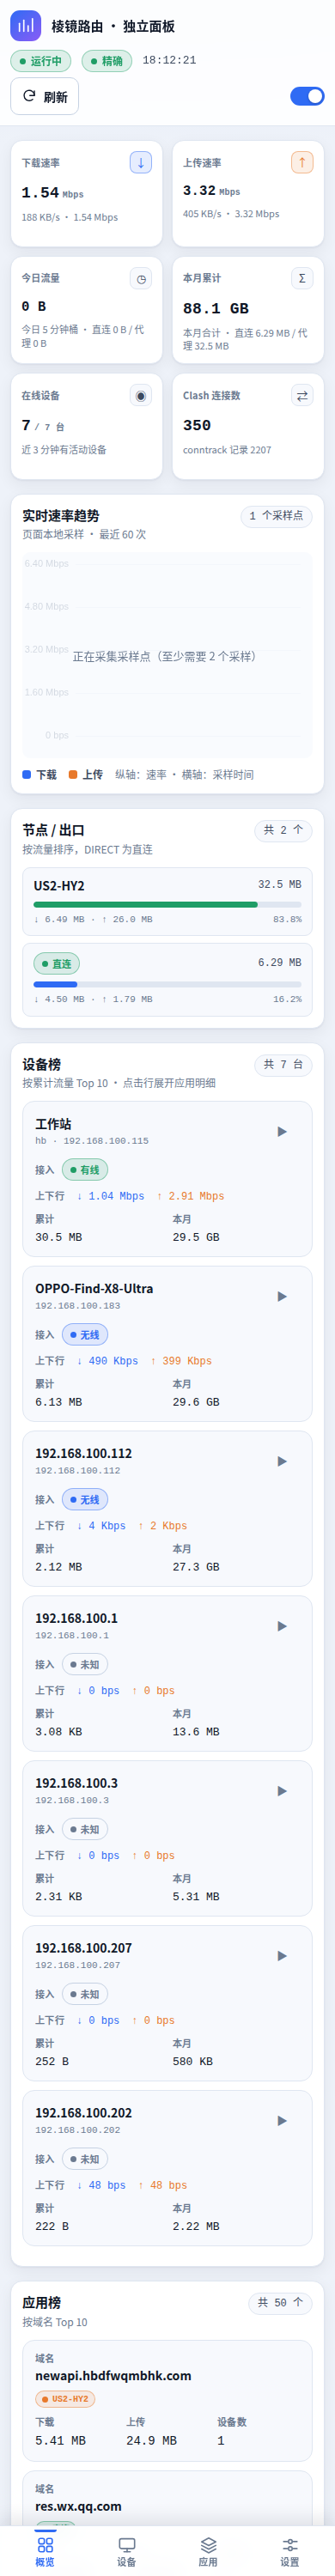 棱镜路由 • 独立面板
运行中 精确 18:12:21
刷新
下载速率 ↓
1.54 Mbps
188 KB/s • 1.54 Mbps
上传速率 ↑
3.32 Mbps
405 KB/s • 3.32 Mbps
今日流量
0 B
今日 5 分钟桶 • 直连 0 B / 代
理 0 B
本月累计 Σ
88.1 GB
本月合计 • 直连 6.29 MB / 代
理 32.5 MB
在线设备
7 / 7 台
近 3 分钟有活动设备
Clash 连接数
350
conntrack 记录 2207
实时速率趋势 1 个采样点
页面本地采样 • 最近 60 次
6.40 Mbps
4.80 Mbps
3.20 Mbps
正在采集采样点（至少需要 2 个采样）
1.60 Mbps
0 bps
下载 上传 纵轴：速率 • 横轴：采样时间
节点 / 出口 共 2 个
按流量排序，DIRECT 为直连
US2-HY2 32.5 MB
↓ 6.49 MB · ↑ 26.0 MB 83.8%
直连 6.29 MB
↓ 4.50 MB · ↑ 1.79 MB 16.2%
设备榜 共 7 台
按累计流量 Top 10 • 点击行展开应用明细
工作站
hb · 192.168.100.115
接入 有线
上下行 ↓ 1.04 Mbps ↑ 2.91 Mbps
累计 本月
30.5 MB 29.5 GB
OPPO-Find-X8-Ultra
192.168.100.183
接入 无线
上下行 ↓ 490 Kbps ↑ 399 Kbps
累计 本月
6.13 MB 29.6 GB
192.168.100.112
192.168.100.112
接入 无线
上下行 ↓ 4 Kbps ↑ 2 Kbps
累计 本月
2.12 MB 27.3 GB
192.168.100.1
192.168.100.1
接入 未知
上下行 ↓ 0 bps ↑ 0 bps
累计 本月
3.08 KB 13.6 MB
192.168.100.3
192.168.100.3
接入 未知
上下行 ↓ 0 bps ↑ 0 bps
累计 本月
2.31 KB 5.31 MB
192.168.100.207
192.168.100.207
接入 未知
上下行 ↓ 0 bps ↑ 0 bps
累计 本月
252 B 580 KB
192.168.100.202
192.168.100.202
接入 未知
上下行 ↓ 48 bps ↑ 48 bps
累计 本月
222 B 2.22 MB
应用榜 共 50 个
按域名 Top 10
域名
newapi.hbdfwqmbhk.com
US2-HY2
下载 上传 设备数
5.41 MB 24.9 MB 1
域名
res.wx.qq.com
概览 设备 应用 设置